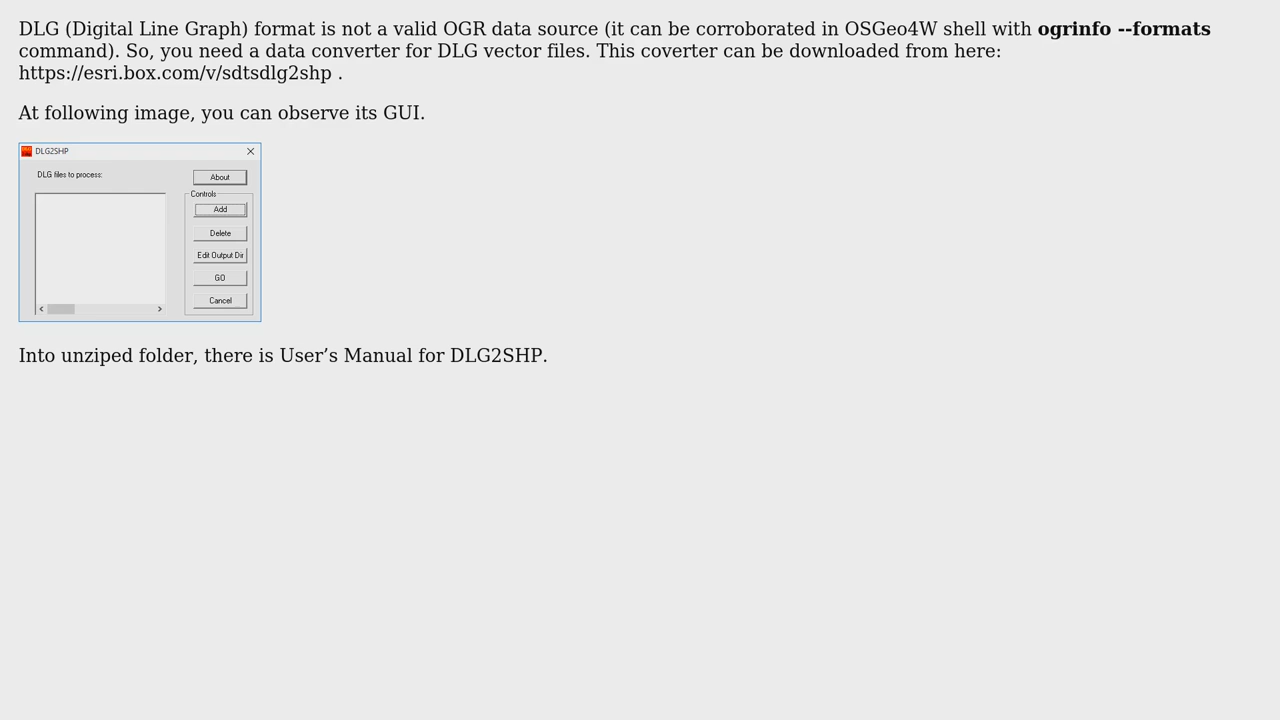 DLG (Digital Line Graph) format is not a valid OGR data source (it can be corroborated in OSGeo4W shell with ogrinfo --formats
command). So, you need a data converter for DLG vector files. This coverter can be downloaded from here:
https://esri.box.com/v/sdtsdlg2shp .
At following image, you can observe its GUI.
DLG2SHP
DLG files to process:
About
Controls
Add
Delete
Edit Output Dir
GO
Cancel
Into unziped folder, there is User’s Manual for DLG2SHP.